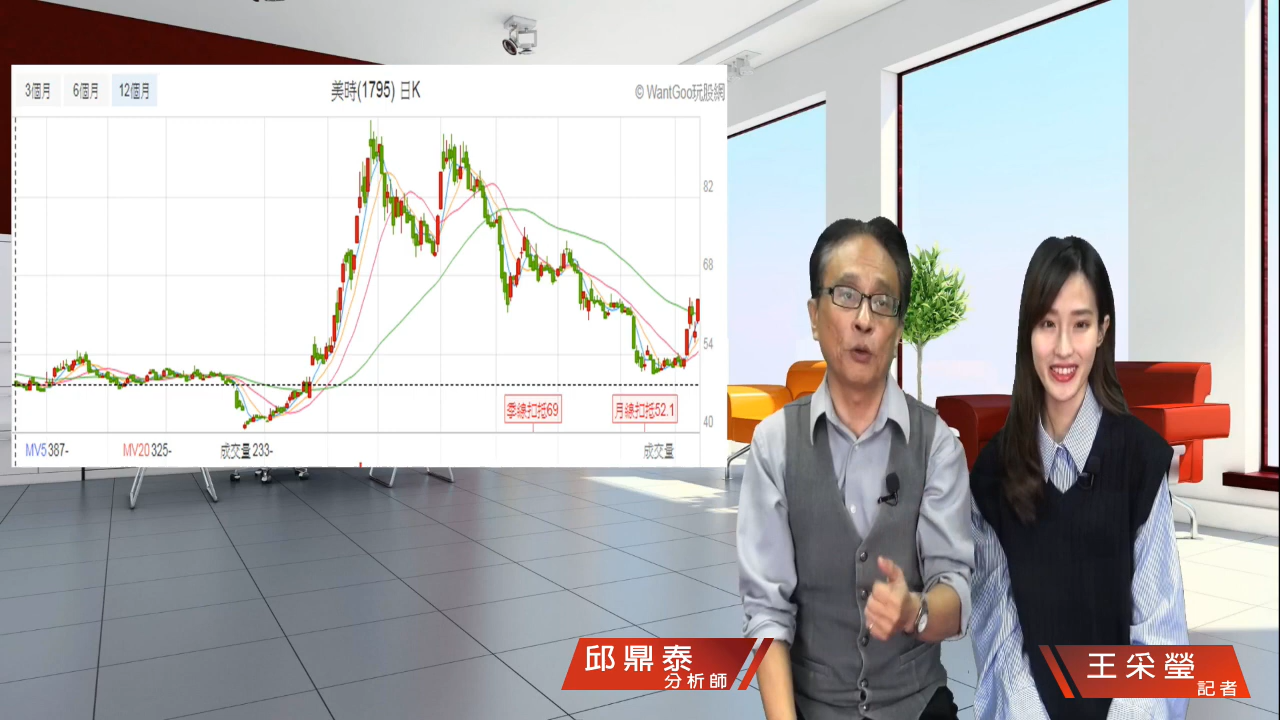 3個月 6個月 12個月 美時(1795) 日K © WantGoo玩股網
82
68
54
季線扣抵69 月線扣抵52.1
40
MV5 387- MV20 325- 成交量 233- 成交量
邱鼎泰
分析師
王采瑩
記者